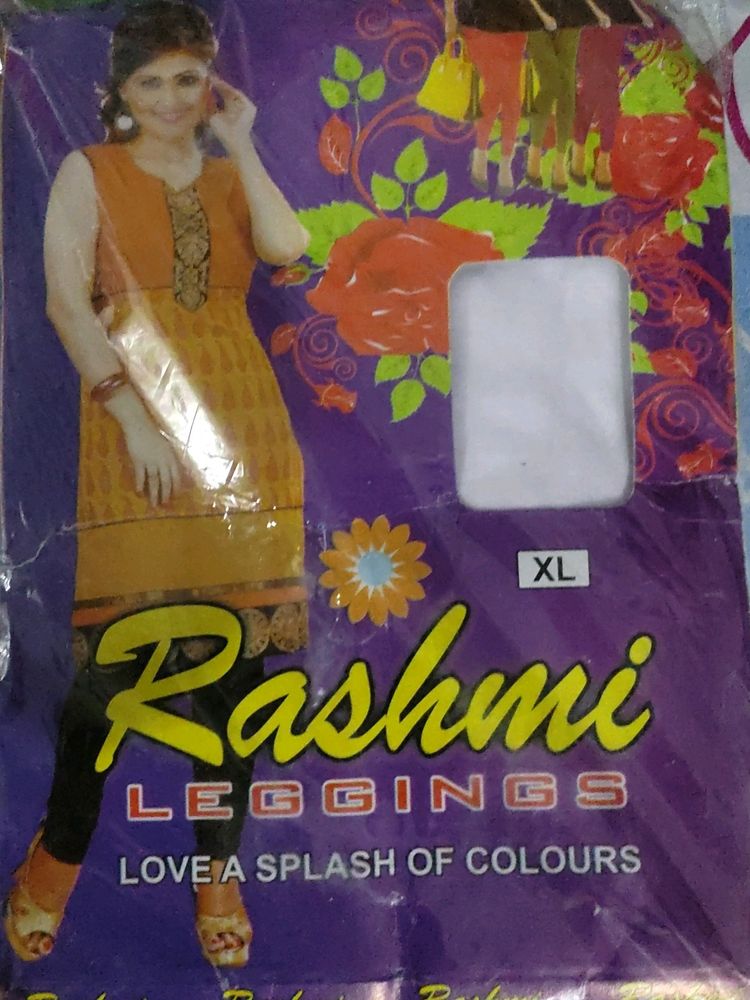 XL
Rashmi
LEGGINGS
LOVE A SPLASH OF COLOURS